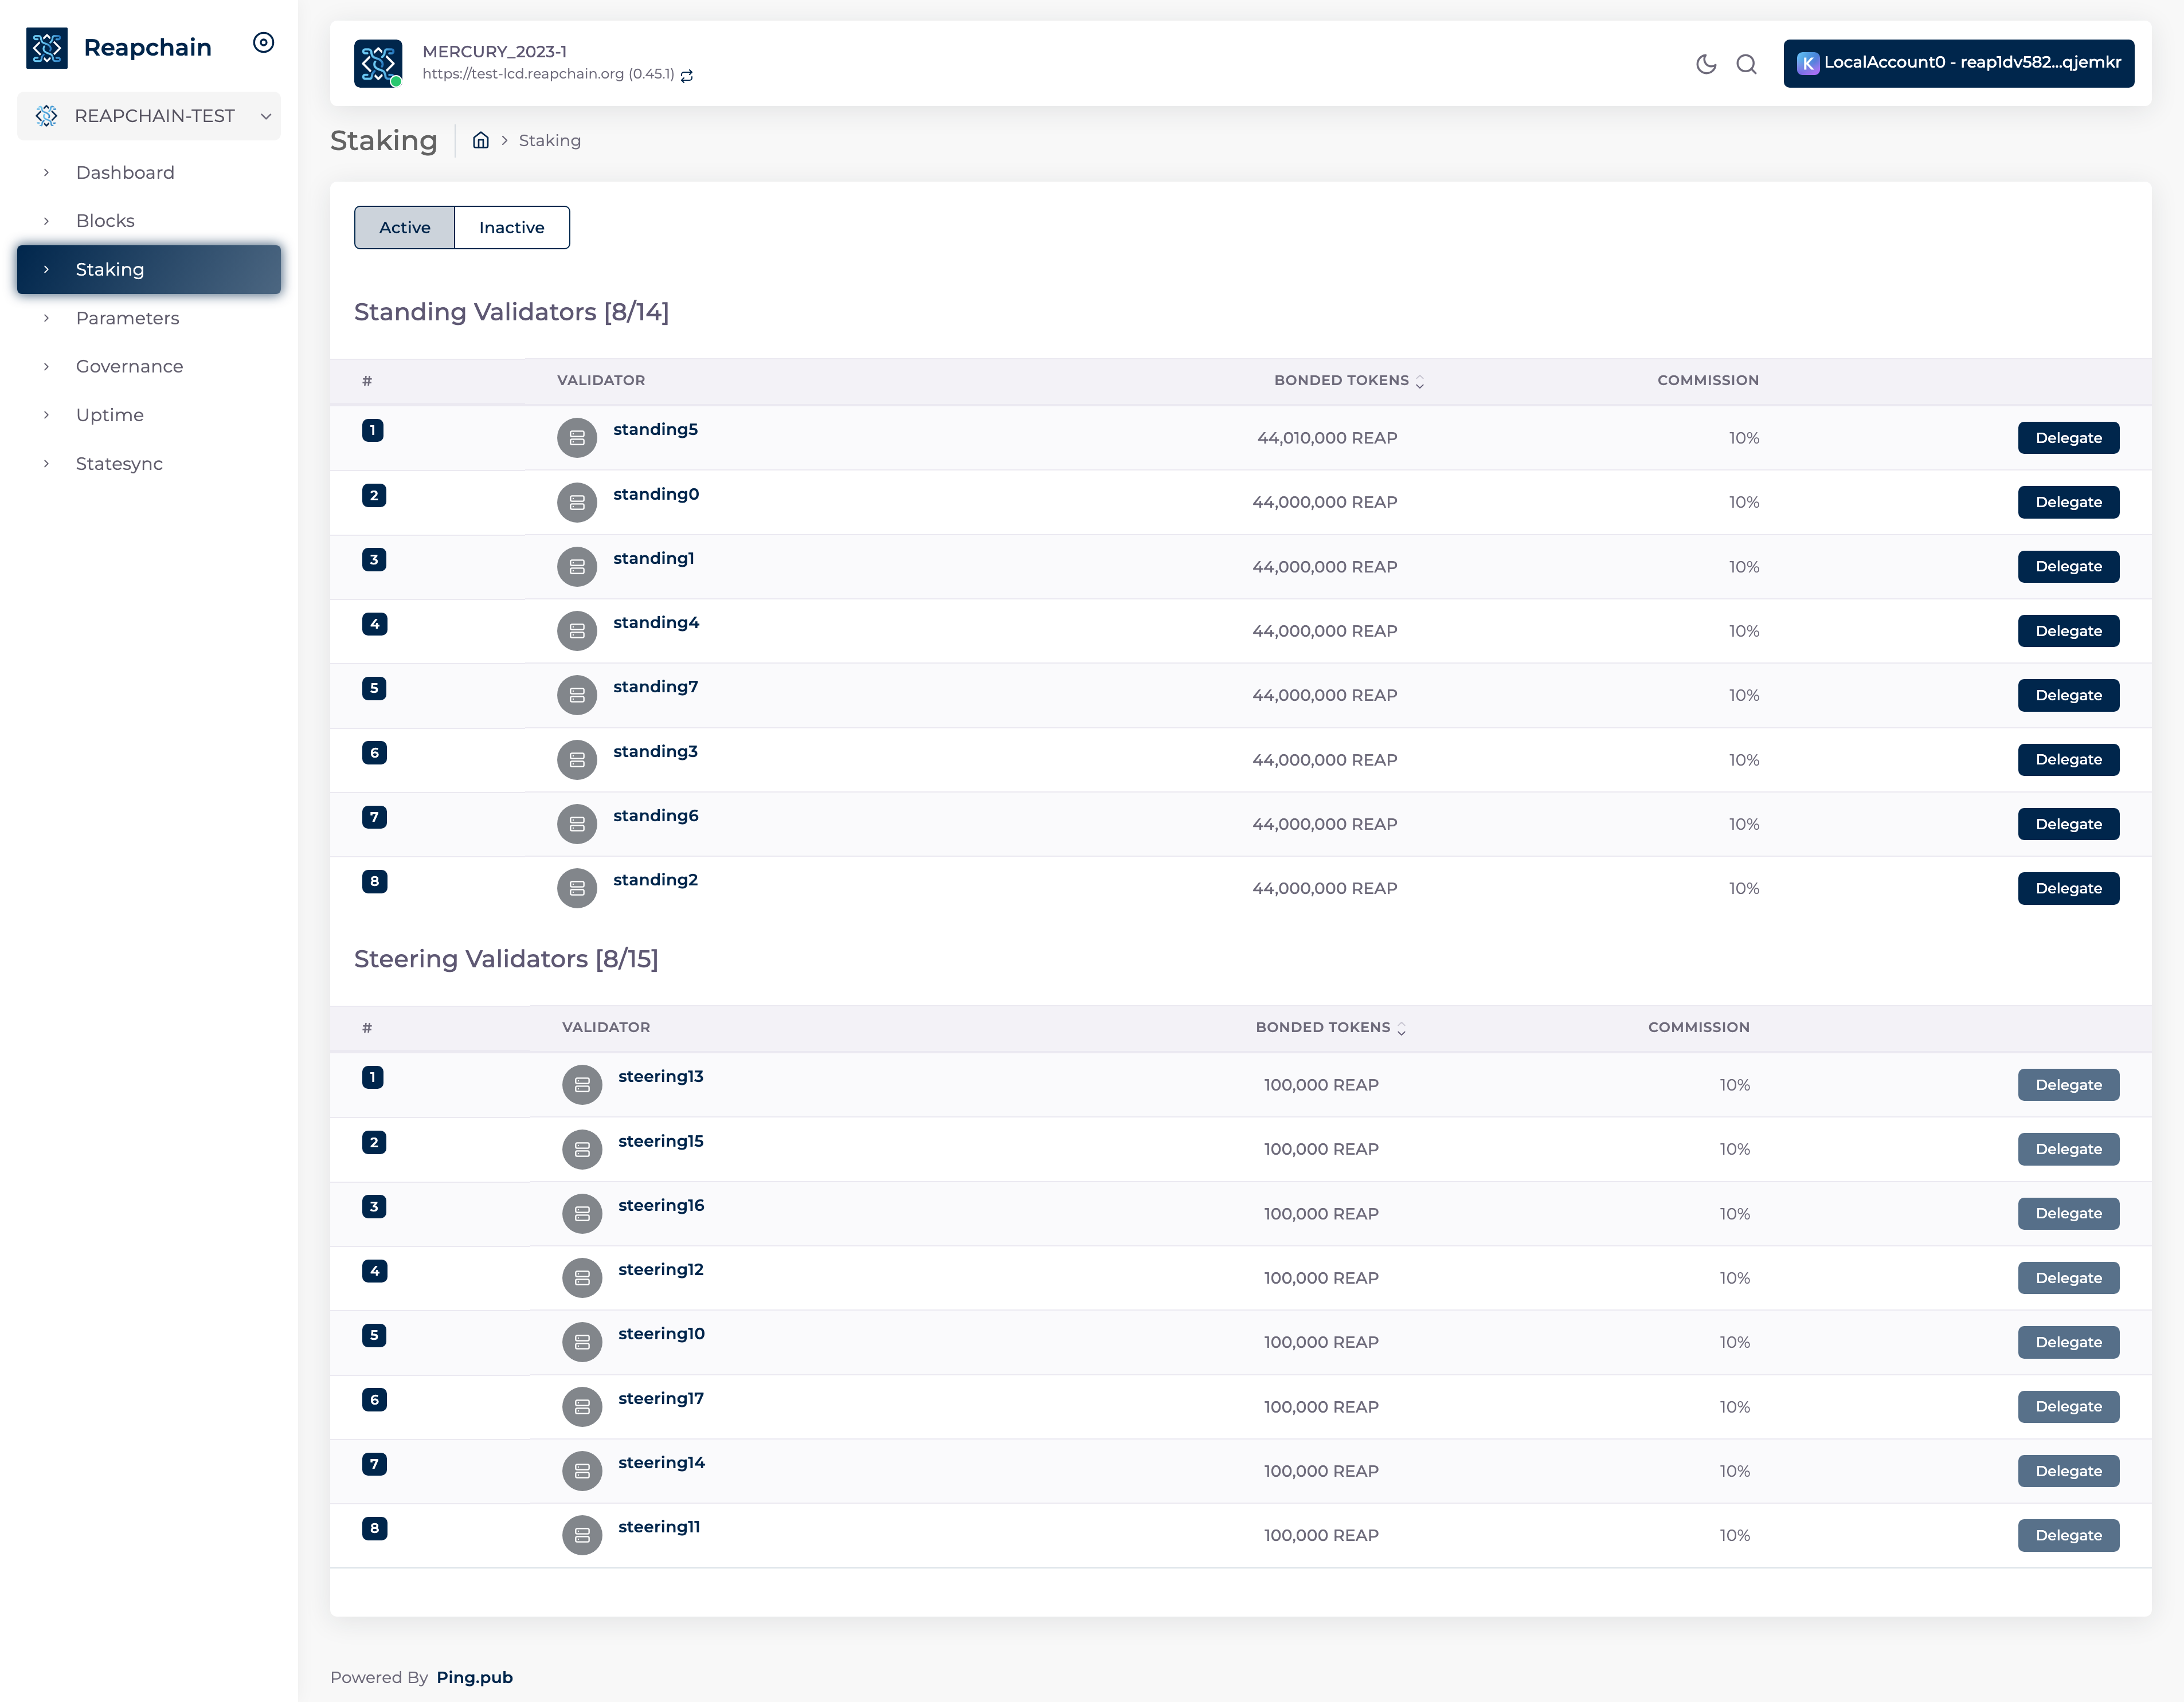 Reapchain
REAPCHAIN-TEST
Dashboard
Blocks
Staking
Parameters
Governance
Uptime
Statesync
MERCURY_2023-1
https://test-lcd.reapchain.org (0.45.1)
K LocalAccount0 - reap1dv582...qjemkr
Staking
Staking
Active Inactive
Standing Validators [8/14]
# VALIDATOR BONDED TOKENS COMMISSION
1 standing5 44,010,000 REAP 10% Delegate
2 standing0 44,000,000 REAP 10% Delegate
3 standing1 44,000,000 REAP 10% Delegate
4 standing4 44,000,000 REAP 10% Delegate
5 standing7 44,000,000 REAP 10% Delegate
6 standing3 44,000,000 REAP 10% Delegate
7 standing6 44,000,000 REAP 10% Delegate
8 standing2 44,000,000 REAP 10% Delegate
Steering Validators [8/15]
# VALIDATOR BONDED TOKENS COMMISSION
1 steering13 100,000 REAP 10% Delegate
2 steering15 100,000 REAP 10% Delegate
3 steering16 100,000 REAP 10% Delegate
4 steering12 100,000 REAP 10% Delegate
5 steering10 100,000 REAP 10% Delegate
6 steering17 100,000 REAP 10% Delegate
7 steering14 100,000 REAP 10% Delegate
8 steering11 100,000 REAP 10% Delegate
Powered By Ping.pub